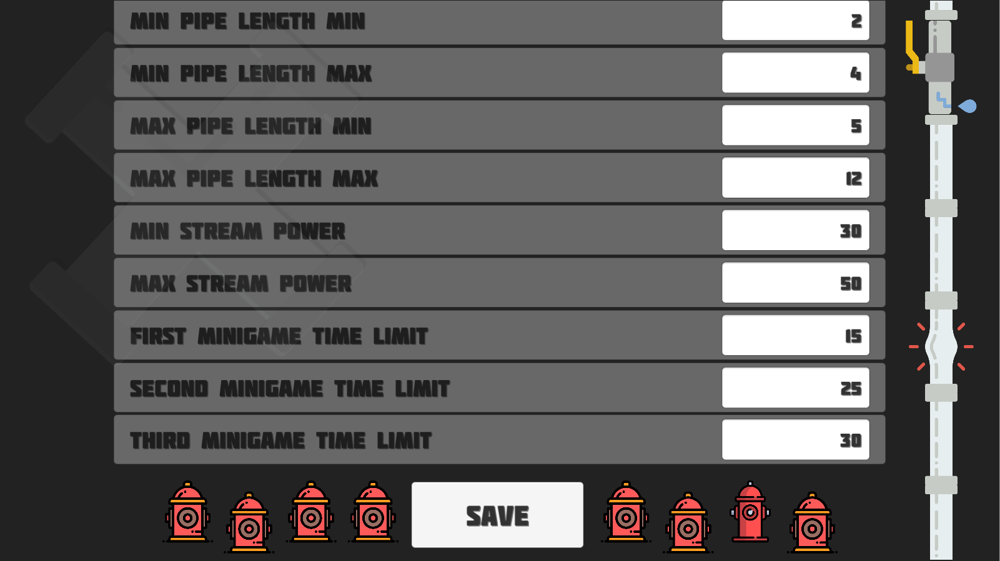 MIN PIPE LENGTH MIN 2
MIN PIPE LENGTH MAX 4
MAX PIPE LENGTH MIN 5
MAX PIPE LENGTH MAX 12
MIN STREAM POWER 30
MAX STREAM POWER 50
FIRST MINIGAME TIME LIMIT 15
SECOND MINIGAME TIME LIMIT 25
THIRD MINIGAME TIME LIMIT 30
SAVE